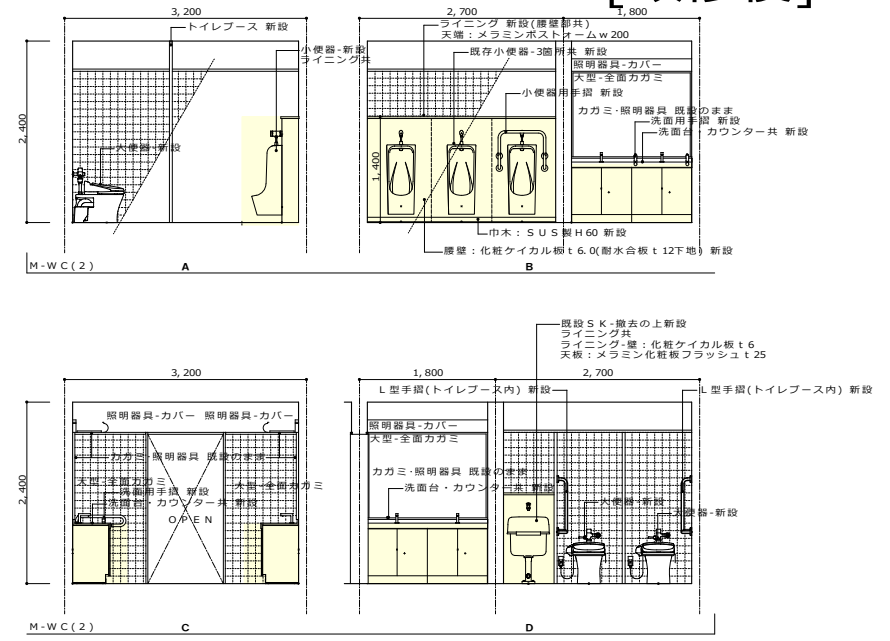 3,200
トイレブース 新設
小便器-新設
ライニング共
2,400
大便器-新設
A
2,700
1,800
ライニング 新設(腰壁部共)
天端：メラミンポストフォームｗ200
既存小便器-3箇所共 新設
小便器用手摺 新設
照明器具-カバー
大型-全面カガミ
カガミ･照明器具 既設のまま
洗面用手摺 新設
洗面台・カウンター共 新設
1,400
巾木：ＳＵＳ製Ｈ60 新設
腰壁：化粧ケイカル板ｔ6.0(耐水合板ｔ12下地) 新設
B
M-WC(2)
3,200
照明器具-カバー 照明器具-カバー
カガミ･照明器具 既設のまま
大型-全面カガミ
大型-全面カガミ
洗面用手摺 新設
洗面台・カウンター共 新設
OPEN
2,400
C
既設ＳＫ-撤去の上新設
ライニング共
ライニング-壁：化粧ケイカル板ｔ6
天板：メラミン化粧板フラッシュｔ25
1,800
2,700
Ｌ型手摺(トイレブース内) 新設
Ｌ型手摺(トイレブース内) 新設
照明器具-カバー
大型-全面カガミ
カガミ･照明器具 既設のまま
洗面台・カウンター共 新設
大便器-新設
大便器-新設
D
M-WC(2)